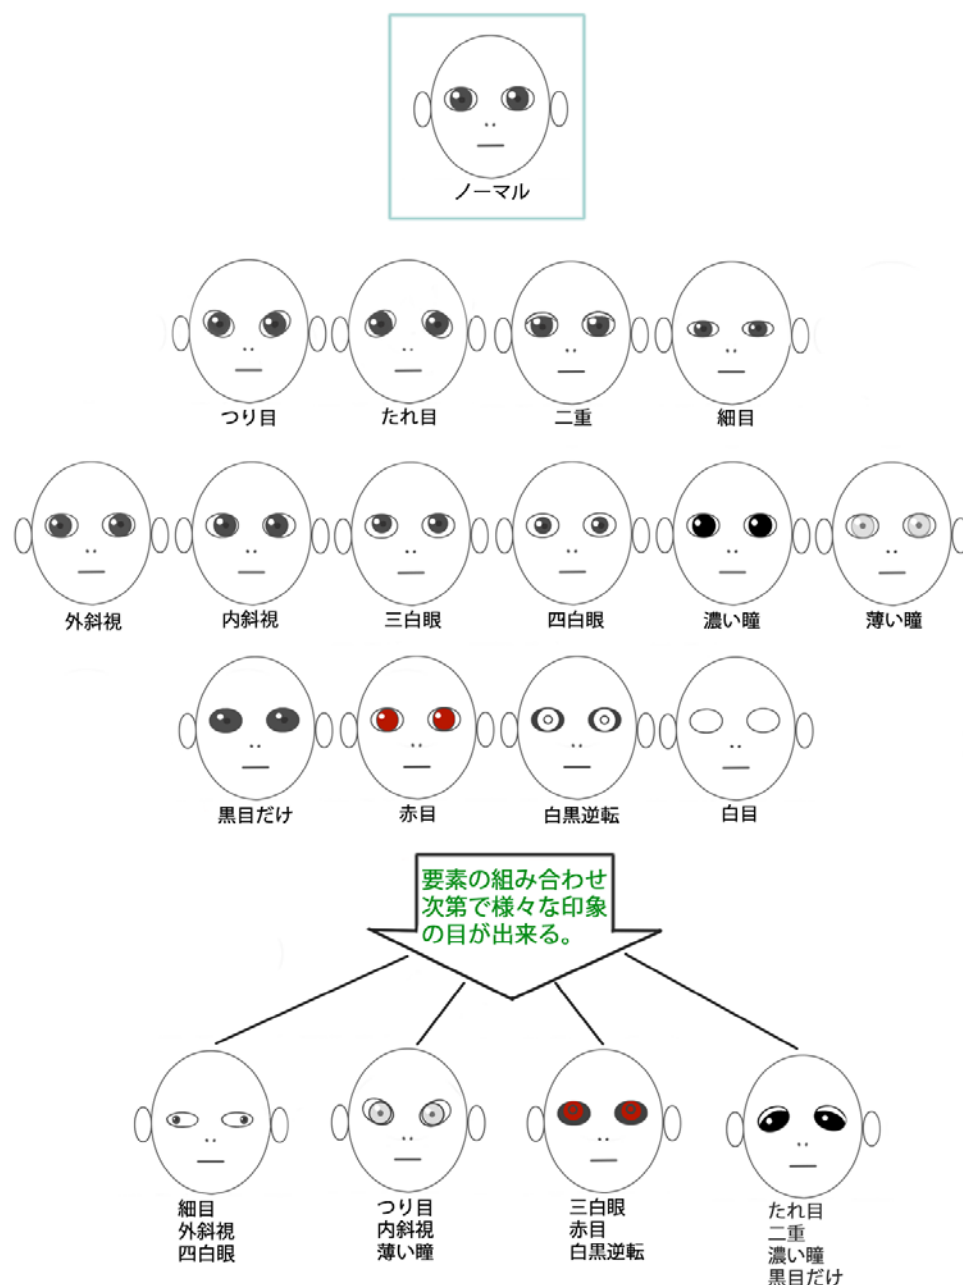 ノーマル
つり目
たれ目
二重
細目
外斜視
内斜視
三白眼
四白眼
濃い瞳
薄い瞳
黒目だけ
赤目
白黒逆転
白目
要素の組み合わせ
次第で様々な印象
の目が出来る。
細目
外斜視
四白眼
つり目
内斜視
薄い瞳
三白眼
赤目
白黒逆転
たれ目
二重
濃い瞳
黒目だけ